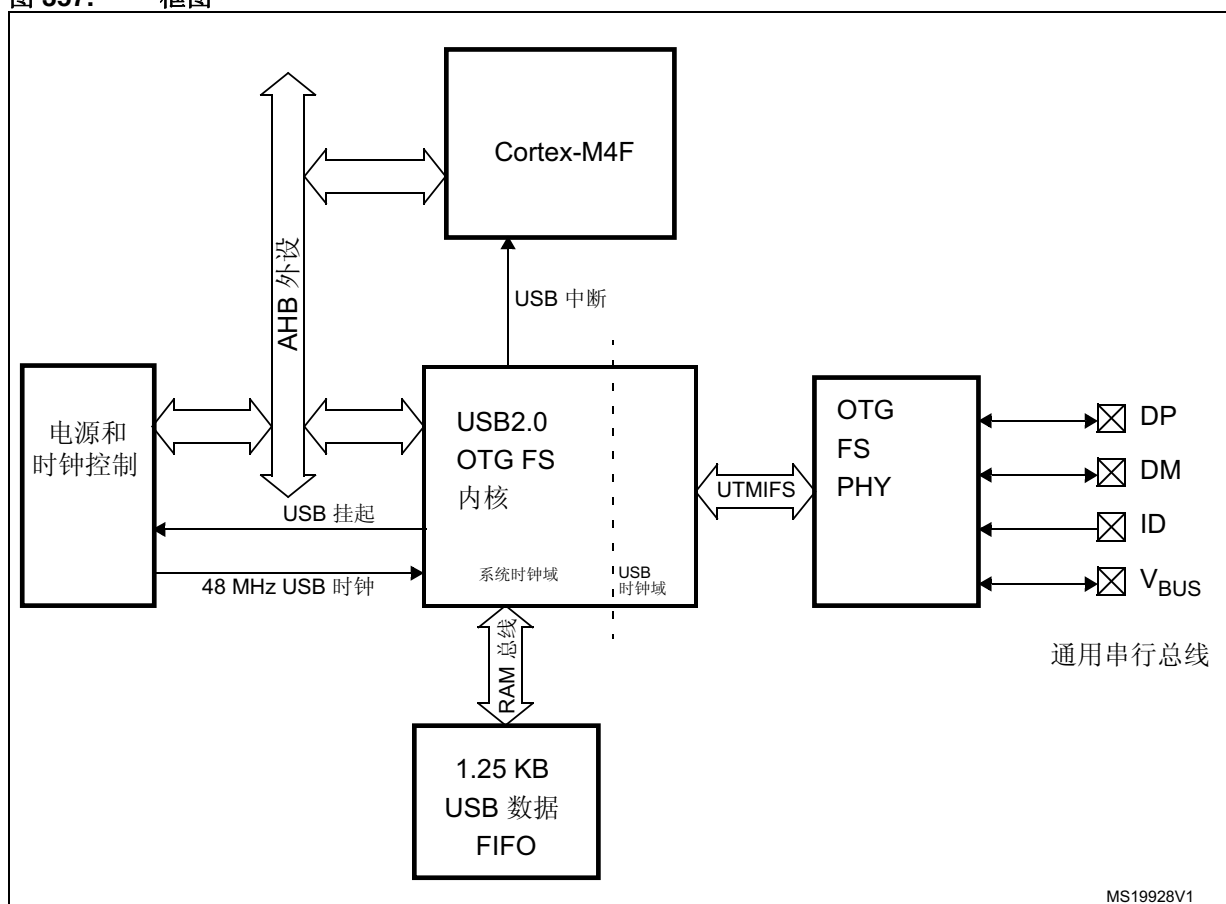 图 357. 框图
Cortex-M4F
AHB 外设
USB 中断
电源和
时钟控制
USB2.0
OTG FS
内核
UTMIFS
OTG
FS
PHY
DP
DM
ID
VBUS
USB 挂起
48 MHz USB 时钟
系统时钟域
USB
时钟域
通用串行总线
RAM 总线
1.25 KB
USB 数据
FIFO
MS19928V1